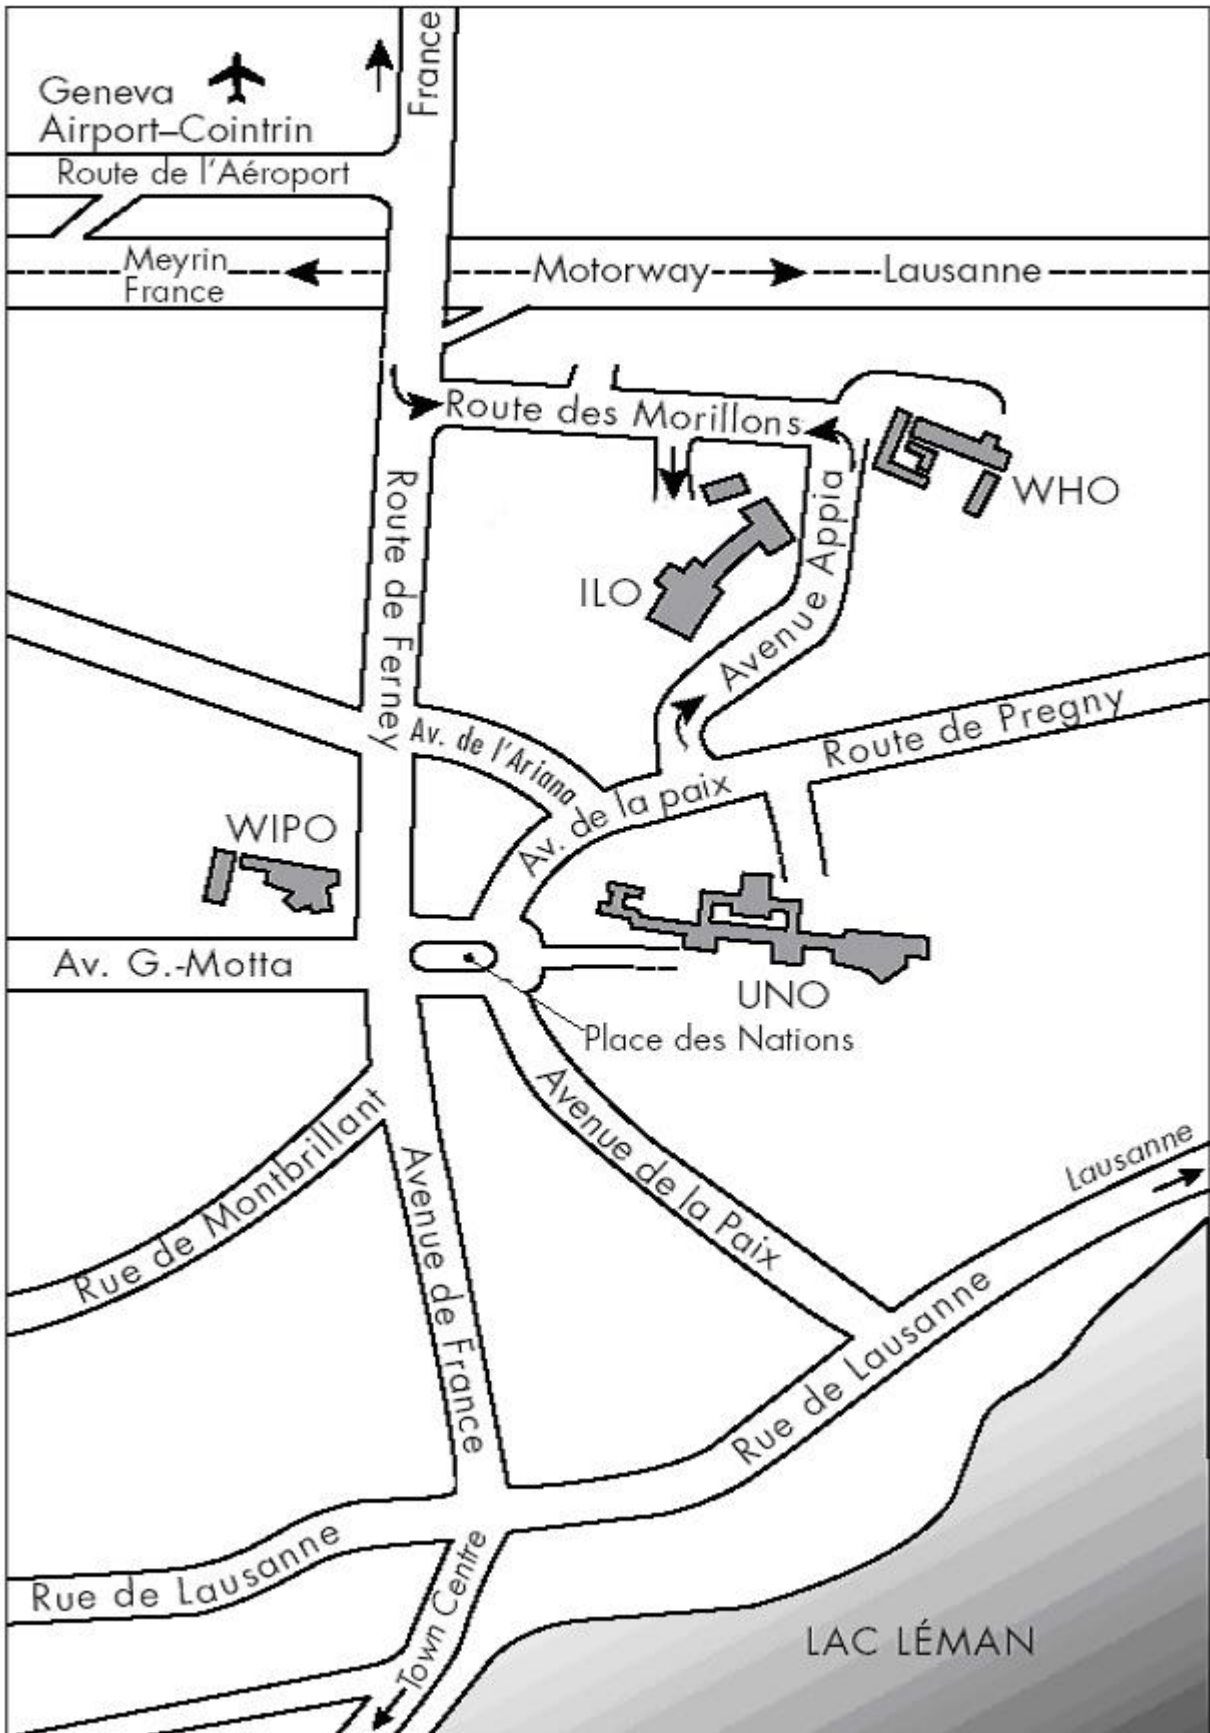 France
Geneva
Airport–Cointrin
Route de l'Aéroport
Meyrin
France
Motorway
Lausanne
Route des Morillons
WHO
Route de Ferney
Avenue Appia
ILO
Av. de l'Ariana
Route de Pregny
Av. de la paix
WIPO
Av. G.-Motta
UNO
Place des Nations
Avenue de la Paix
Rue de Montbrillant
Avenue de France
Lausanne
Rue de Lausanne
Rue de Lausanne
Town Centre
LAC LÉMAN